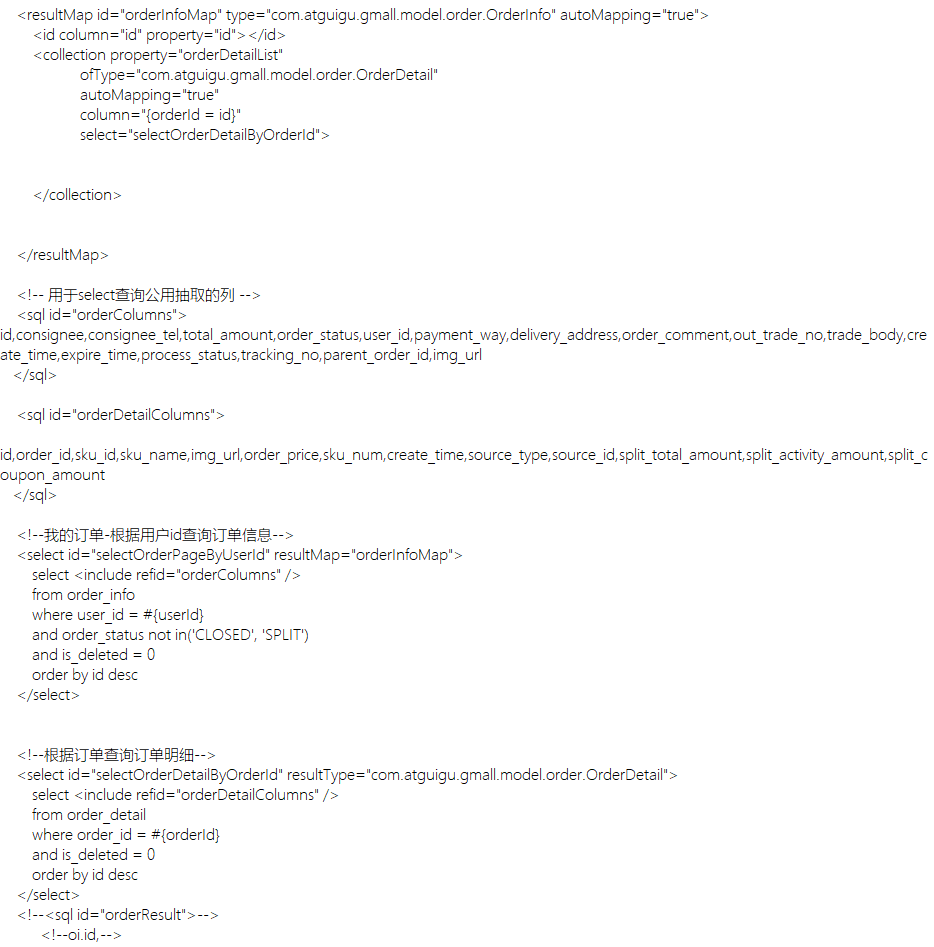 <resultMap id="orderInfoMap" type="com.atguigu.gmall.model.order.OrderInfo" autoMapping="true">
<id column="id" property="id"></id>
<collection property="orderDetailList"
ofType="com.atguigu.gmall.model.order.OrderDetail"
autoMapping="true"
column="{orderId = id}"
select="selectOrderDetailByOrderId">
</collection>
</resultMap>
<!-- 用于select查询公用抽取的列 -->
<sql id="orderColumns">
id,consignee,consignee_tel,total_amount,order_status,user_id,payment_way,delivery_address,order_comment,out_trade_no,trade_body,cre
ate_time,expire_time,process_status,tracking_no,parent_order_id,img_url
</sql>
<sql id="orderDetailColumns">
id,order_id,sku_id,sku_name,img_url,order_price,sku_num,create_time,source_type,source_id,split_total_amount,split_activity_amount,split_c
oupon_amount
</sql>
<!--我的订单-根据用户id查询订单信息-->
<select id="selectOrderPageByUserId" resultMap="orderInfoMap">
select <include refid="orderColumns" />
from order_info
where user_id = #{userId}
and order_status not in('CLOSED', 'SPLIT')
and is_deleted = 0
order by id desc
</select>
<!--根据订单查询订单明细-->
<select id="selectOrderDetailByOrderId" resultType="com.atguigu.gmall.model.order.OrderDetail">
select <include refid="orderDetailColumns" />
from order_detail
where order_id = #{orderId}
and is_deleted = 0
order by id desc
</select>
<!--<sql id="orderResult">-->
<!--oi.id,-->